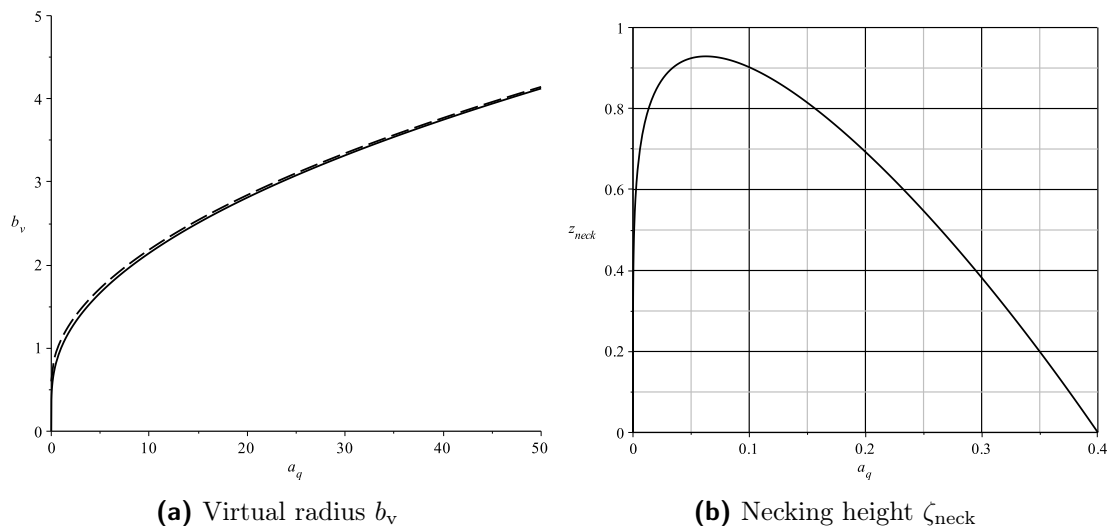 5
4
3
b_v
2
1
0
0 10 20 30 40 50
a_q
(a) Virtual radius b_v
1
0.8
0.6
z_neck
0.4
0.2
0
0 0.1 0.2 0.3 0.4
a_q
(b) Necking height ζ_neck